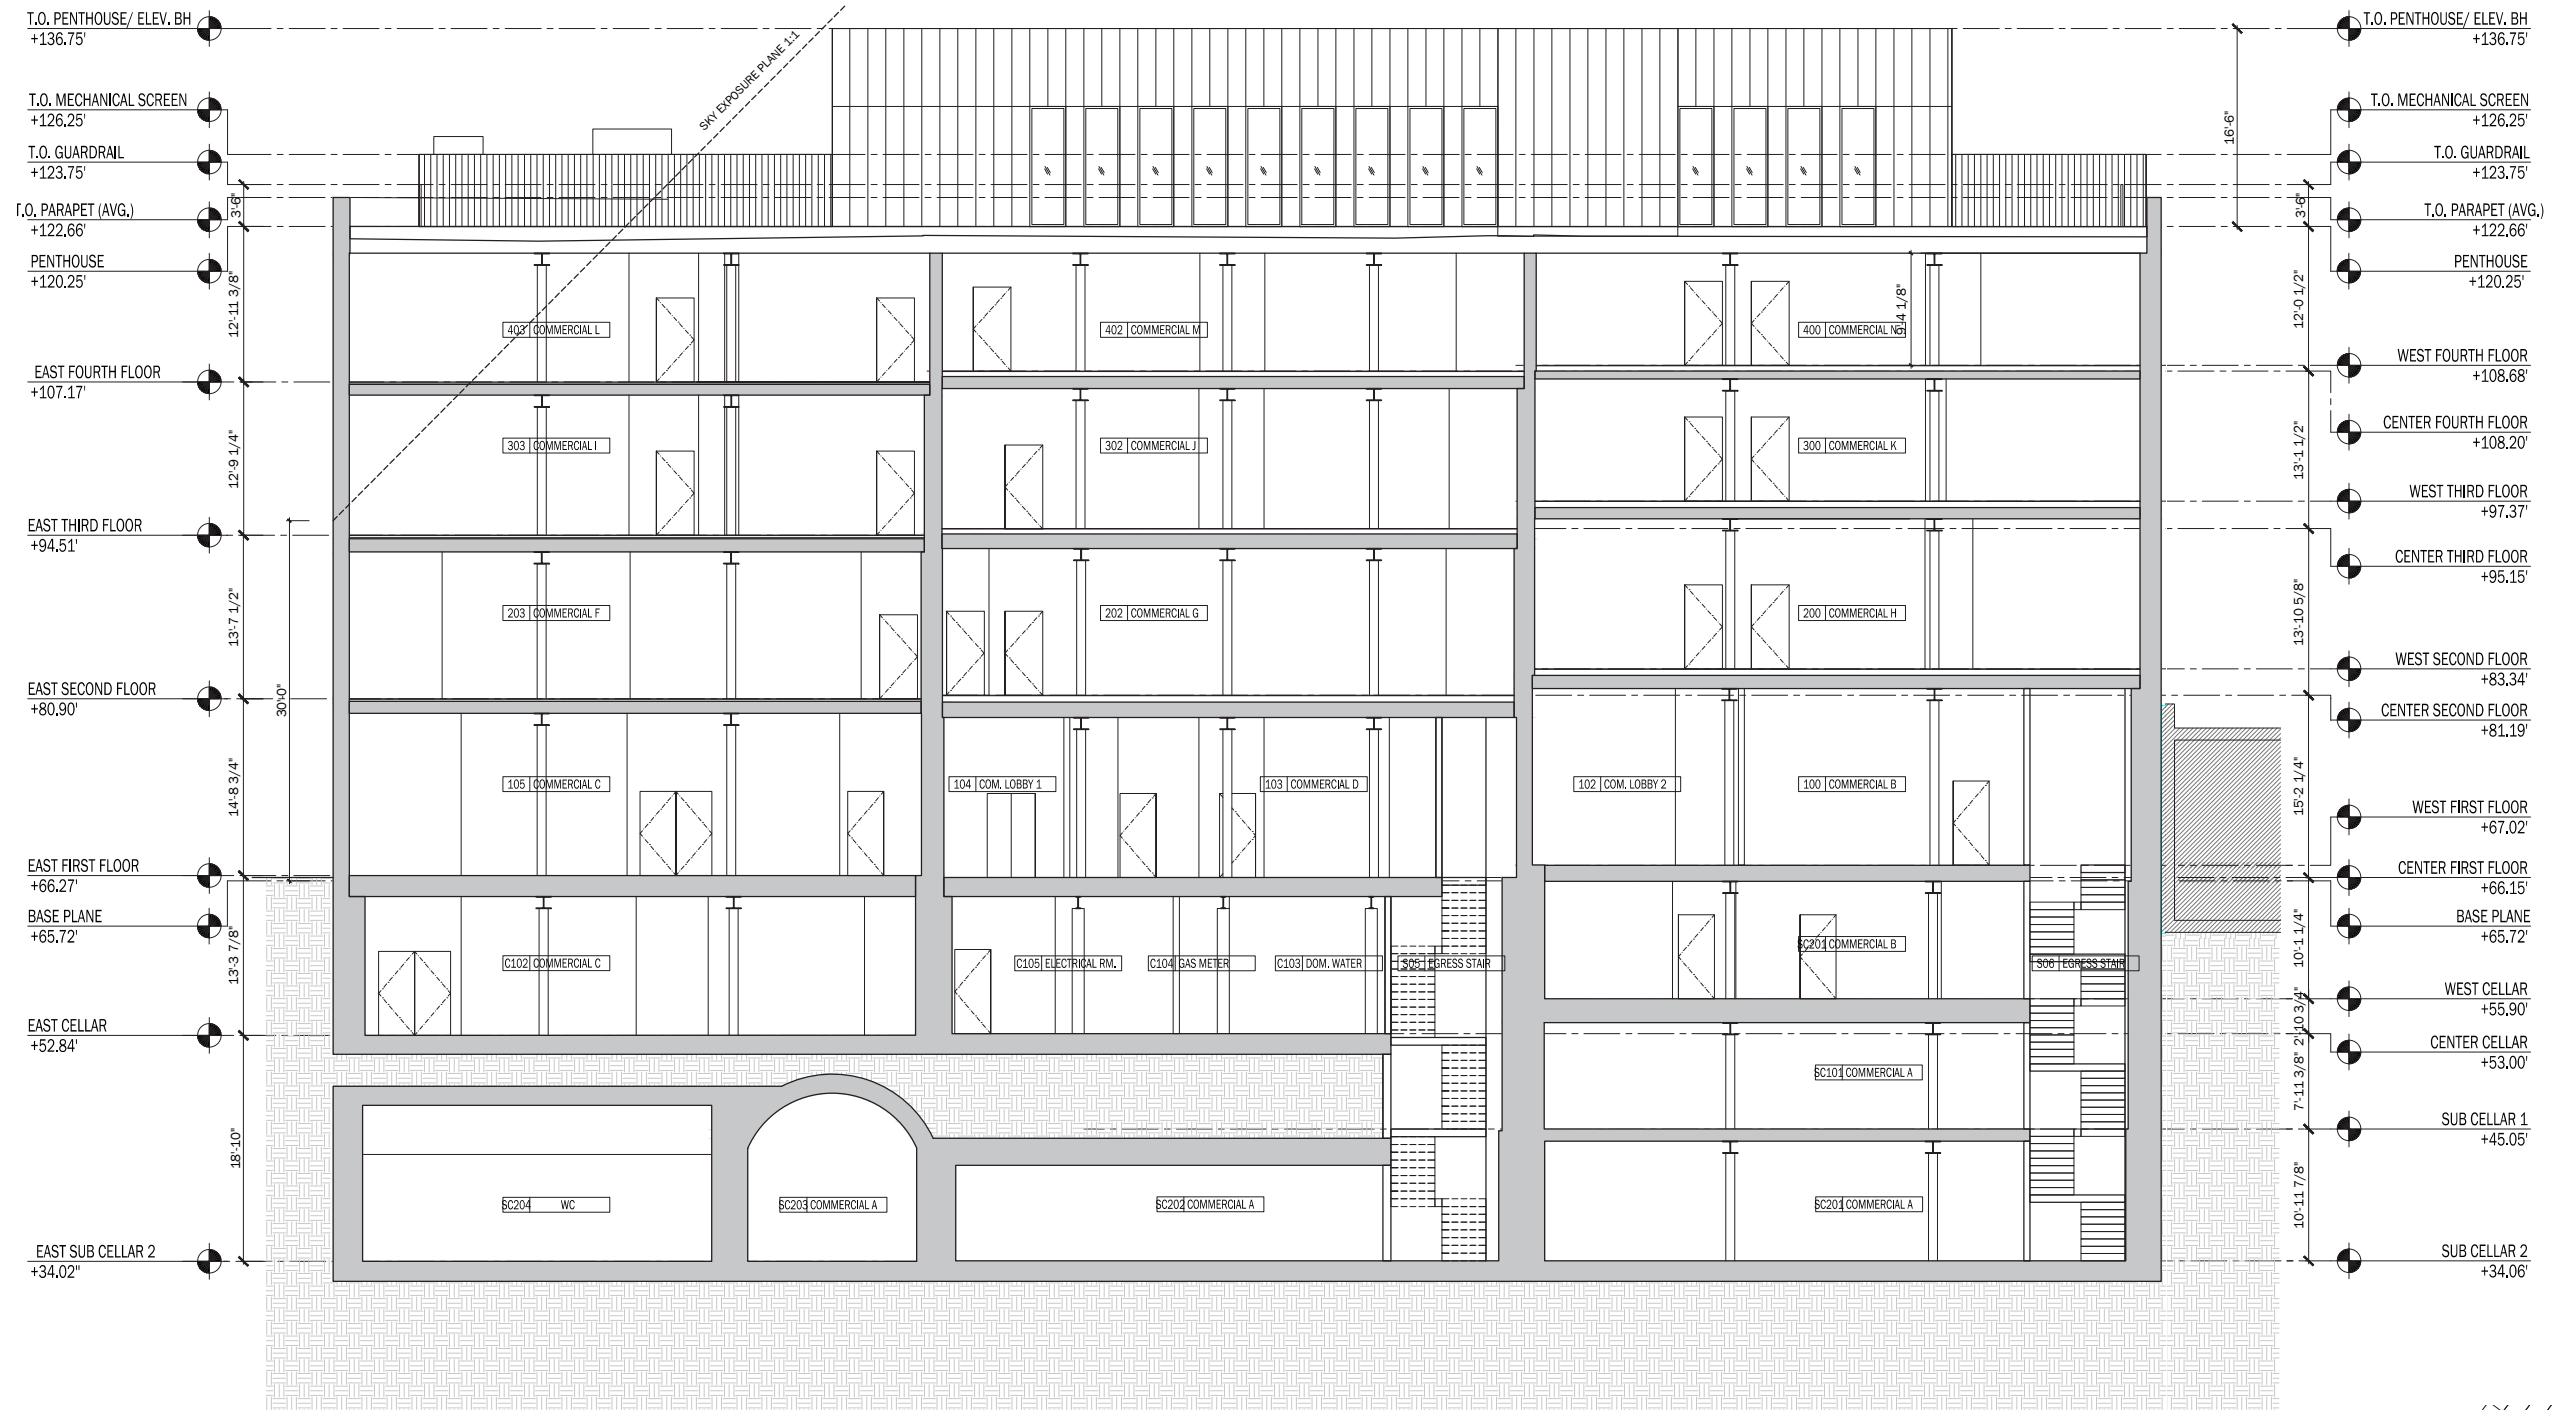 T.O. PENTHOUSE/ ELEV. BH
+136.75'
T.O. MECHANICAL SCREEN
+126.25'
T.O. GUARDRAIL
+123.75'
T.O. PARAPET (AVG.)
+122.66'
PENTHOUSE
+120.25'
EAST FOURTH FLOOR
+107.17'
EAST THIRD FLOOR
+94.51'
EAST SECOND FLOOR
+80.90'
EAST FIRST FLOOR
+66.27'
BASE PLANE
+65.72'
EAST CELLAR
+52.84'
EAST SUB CELLAR 2
+34.02"
3'-6"
12'-11 3/8"
12'-9 1/4"
13'-7 1/2"
14'-8 3/4"
13'-3 7/8"
18'-10"
30'-0"
SKY EXPOSURE PLANE 1:1
403 COMMERCIAL L
402 COMMERCIAL M
400 COMMERCIAL N
9'-4 1/8"
303 COMMERCIAL I
302 COMMERCIAL J
300 COMMERCIAL K
203 COMMERCIAL F
202 COMMERCIAL G
200 COMMERCIAL H
105 COMMERCIAL C
104 COM. LOBBY 1
103 COMMERCIAL D
102 COM. LOBBY 2
100 COMMERCIAL B
C102 COMMERCIAL C
C105 ELECTRICAL RM.
C104 GAS METER
C103 DOM. WATER
S05 EGRESS STAIR
SC201 COMMERCIAL B
S06 EGRESS STAIR
SC101 COMMERCIAL A
SC204 WC
SC203 COMMERCIAL A
SC202 COMMERCIAL A
SC201 COMMERCIAL A
16'-6"
3'-6"
12'-0 1/2"
13'-1 1/2"
13'-10 5/8"
15'-2 1/4"
10'-1 1/4"
2'-10 3/4"
7'-11 3/8"
10'-11 7/8"
T.O. PENTHOUSE/ ELEV. BH
+136.75'
T.O. MECHANICAL SCREEN
+126.25'
T.O. GUARDRAIL
+123.75'
T.O. PARAPET (AVG.)
+122.66'
PENTHOUSE
+120.25'
WEST FOURTH FLOOR
+108.68'
CENTER FOURTH FLOOR
+108.20'
WEST THIRD FLOOR
+97.37'
CENTER THIRD FLOOR
+95.15'
WEST SECOND FLOOR
+83.34'
CENTER SECOND FLOOR
+81.19'
WEST FIRST FLOOR
+67.02'
CENTER FIRST FLOOR
+66.15'
BASE PLANE
+65.72'
WEST CELLAR
+55.90'
CENTER CELLAR
+53.00'
SUB CELLAR 1
+45.05'
SUB CELLAR 2
+34.06'